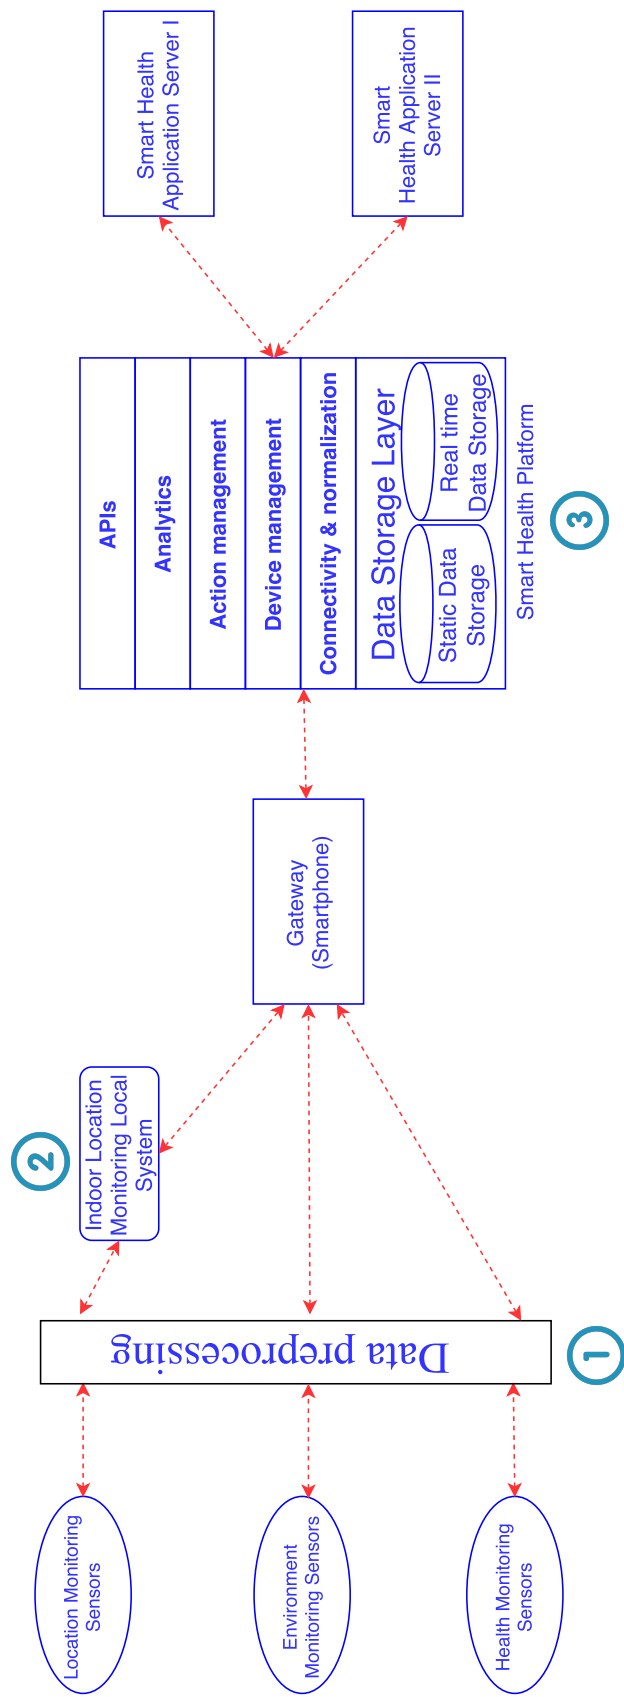 Location Monitoring
Sensors
Environment
Monitoring Sensors
Health Monitoring
Sensors
Data preprocessing
1
2
Indoor Location
Monitoring Local
System
Gateway
(Smartphone)
APIs
Analytics
Action management
Device management
Connectivity & normalization
Data Storage Layer
Static Data
Storage
Real time
Data Storage
Smart Health Platform
3
Smart Health
Application Server I
Smart
Health Application
Server II